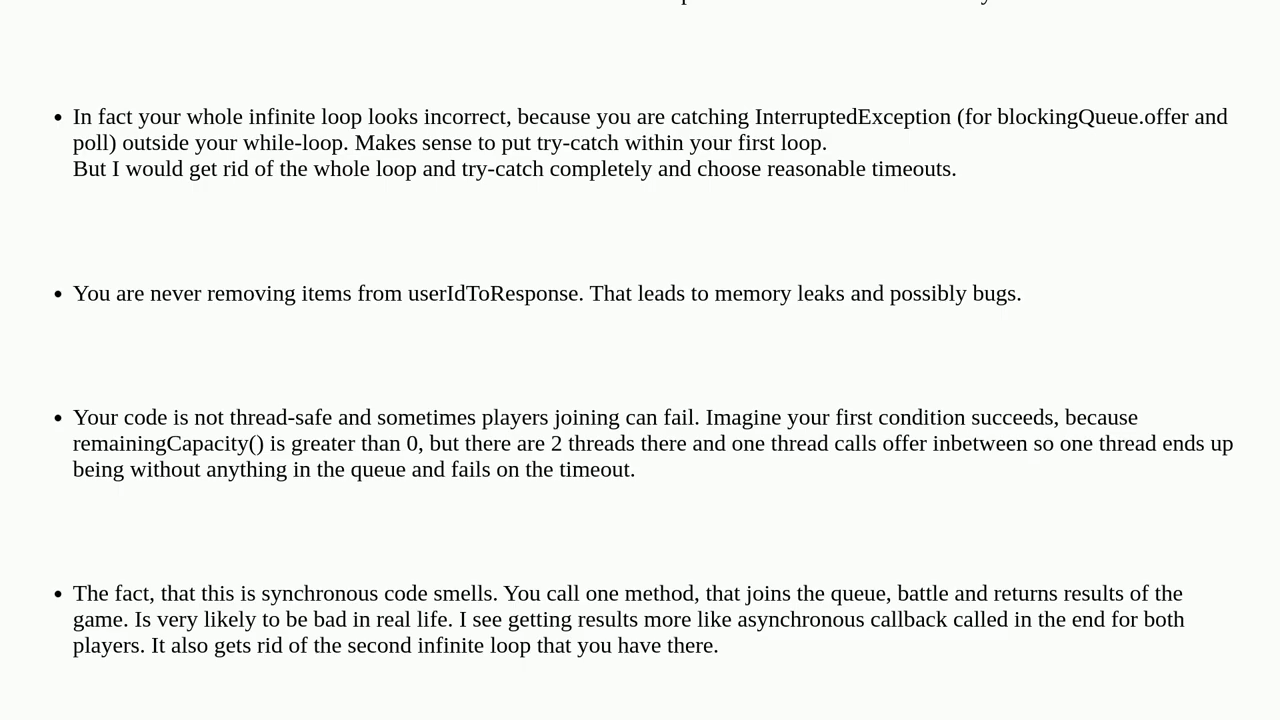 • In fact your whole infinite loop looks incorrect, because you are catching InterruptedException (for blockingQueue.offer and
poll) outside your while-loop. Makes sense to put try-catch within your first loop.
But I would get rid of the whole loop and try-catch completely and choose reasonable timeouts.
• You are never removing items from userIdToResponse. That leads to memory leaks and possibly bugs.
• Your code is not thread-safe and sometimes players joining can fail. Imagine your first condition succeeds, because
remainingCapacity() is greater than 0, but there are 2 threads there and one thread calls offer inbetween so one thread ends up
being without anything in the queue and fails on the timeout.
• The fact, that this is synchronous code smells. You call one method, that joins the queue, battle and returns results of the
game. Is very likely to be bad in real life. I see getting results more like asynchronous callback called in the end for both
players. It also gets rid of the second infinite loop that you have there.